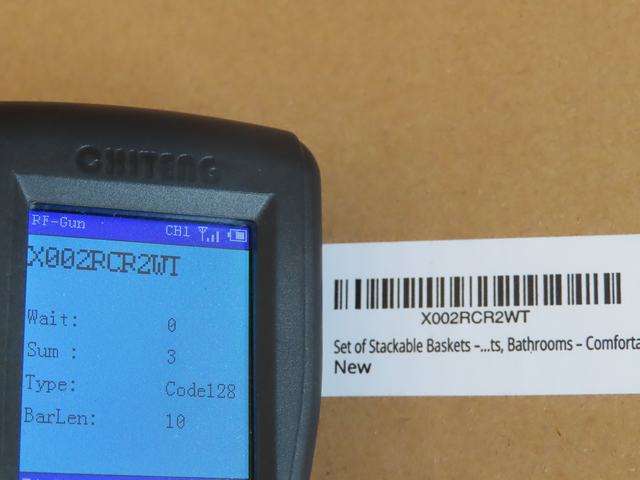 CHITENG
RF-Gun CH1
X002RCR2WT
Wait: 0
Sum : 3
Type: Code128
BarLen: 10
X002RCR2WT
Set of Stackable Baskets –...ts, Bathrooms – Comforta
New